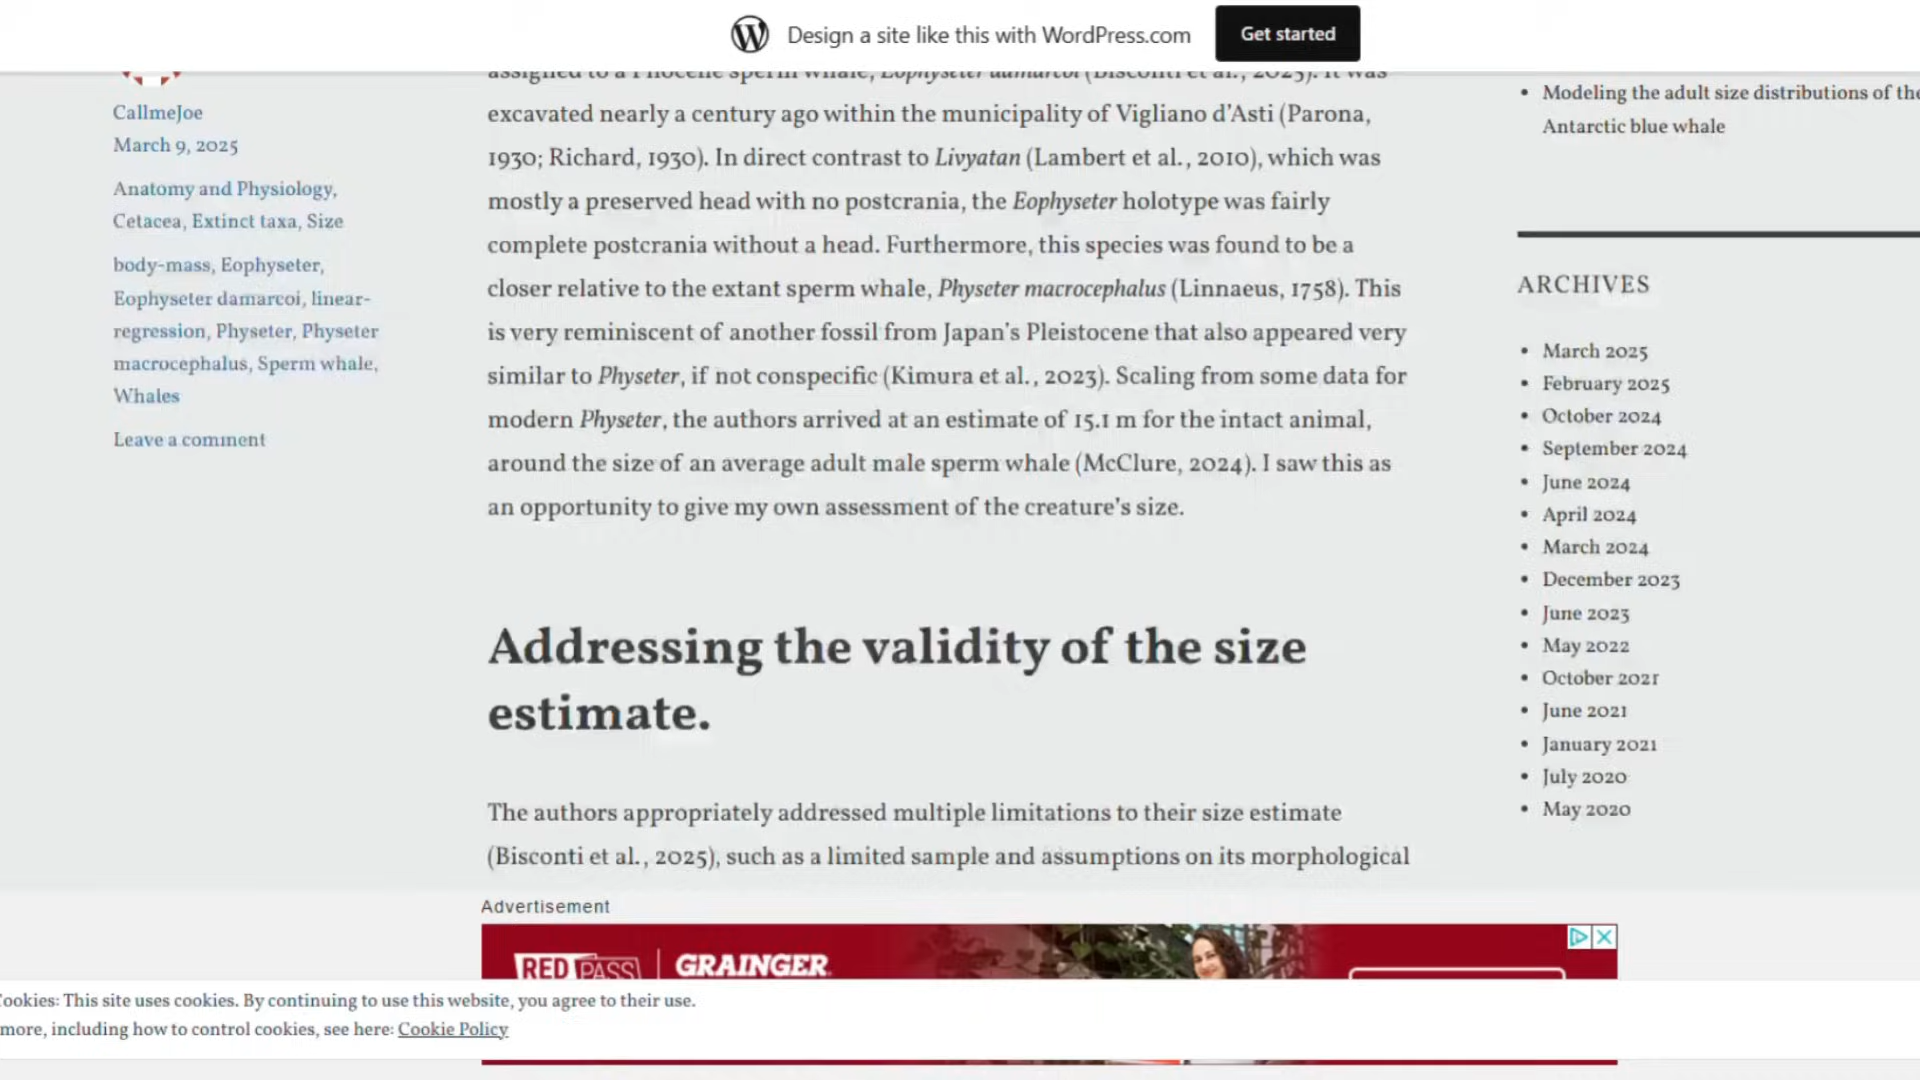 Design a site like this with WordPress.com
Get started
CallmeJoe
March 9, 2025
Anatomy and Physiology,
Cetacea, Extinct taxa, Size
body-mass, Eophyseter,
Eophyseter damarcoi, linear-
regression, Physeter, Physeter
macrocephalus, Sperm whale,
Whales
Leave a comment
assigned to a Pliocene sperm whale, Eophyseter damarcoi (Bisconti et al., 2025). It was
excavated nearly a century ago within the municipality of Vigliano d’Asti (Parona,
1930; Richard, 1930). In direct contrast to Livyatan (Lambert et al., 2010), which was
mostly a preserved head with no postcrania, the Eophyseter holotype was fairly
complete postcrania without a head. Furthermore, this species was found to be a
closer relative to the extant sperm whale, Physeter macrocephalus (Linnaeus, 1758). This
is very reminiscent of another fossil from Japan’s Pleistocene that also appeared very
similar to Physeter, if not conspecific (Kimura et al., 2023). Scaling from some data for
modern Physeter, the authors arrived at an estimate of 15.1 m for the intact animal,
around the size of an average adult male sperm whale (McClure, 2024). I saw this as
an opportunity to give my own assessment of the creature’s size.
Addressing the validity of the size
estimate.
The authors appropriately addressed multiple limitations to their size estimate
(Bisconti et al., 2025), such as a limited sample and assumptions on its morphological
Modeling the adult size distributions of the
Antarctic blue whale
ARCHIVES
March 2025
February 2025
October 2024
September 2024
June 2024
April 2024
March 2024
December 2023
June 2023
May 2022
October 2021
June 2021
January 2021
July 2020
May 2020
Advertisement
RED PASS GRAINGER
ookies: This site uses cookies. By continuing to use this website, you agree to their use.
more, including how to control cookies, see here: Cookie Policy